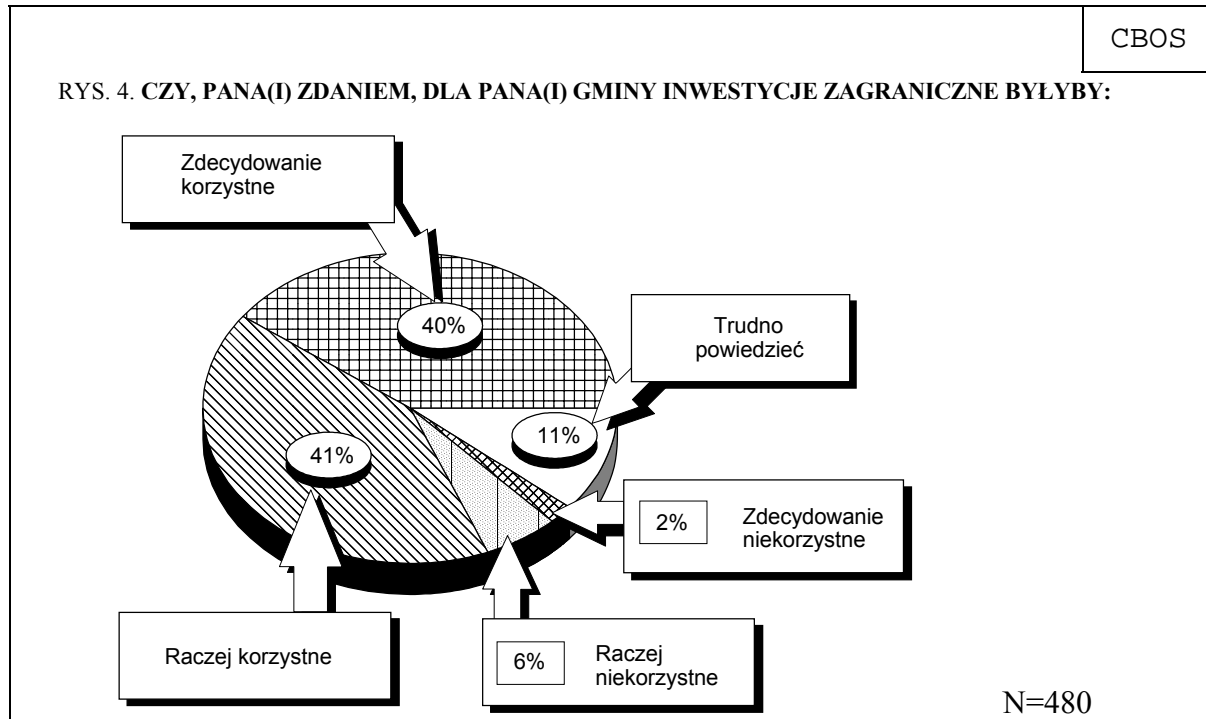 CBOS
RYS. 4. CZY, PANA(I) ZDANIEM, DLA PANA(I) GMINY INWESTYCJE ZAGRANICZNE BYŁYBY:
Zdecydowanie
korzystne
40%
Trudno
powiedzieć
11%
41%
2%
Zdecydowanie
niekorzystne
Raczej korzystne
6%
Raczej
niekorzystne
N=480